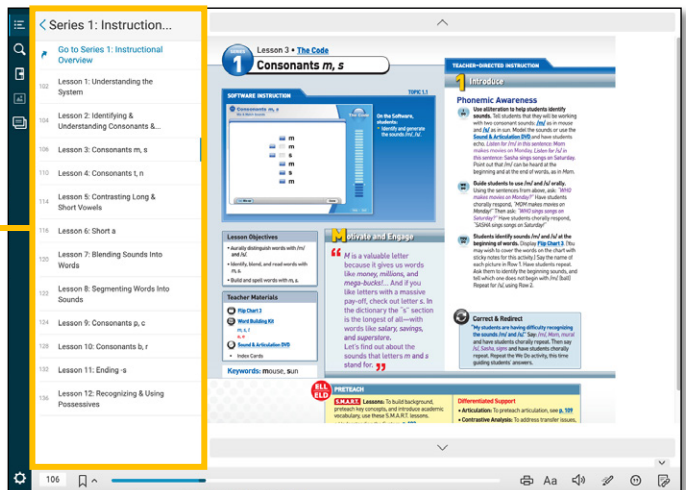 Series 1: Instruction...
Go to Series 1: Instructional
Overview
102 Lesson 1: Understanding the
System
104 Lesson 2: Identifying &
Understanding Consonants &...
106 Lesson 3: Consonants m, s
110 Lesson 4: Consonants t, n
114 Lesson 5: Contrasting Long &
Short Vowels
116 Lesson 6: Short a
120 Lesson 7: Blending Sounds Into
Words
122 Lesson 8: Segmenting Words Into
Sounds
124 Lesson 9: Consonants p, c
128 Lesson 10: Consonants b, r
132 Lesson 11: Ending -s
136 Lesson 12: Recognizing & Using
Possessives
SERIES
1
Lesson 3 • The Code
Consonants m, s
SOFTWARE INSTRUCTION
TOPIC 1.1
Consonants m, s
The Code
m
m
s
m
s
m
On the Software,
students:
• Identify and generate
the sounds /m/, /s/.
Lesson Objectives
• Aurally distinguish words with /m/
and /s/.
• Identify, blend, and read words with
m, s.
• Build and spell words with m, s.
Teacher Materials
Flip Chart 3
Word Building Kit
Sound & Articulation DVD
• Index Cards
Keywords: mouse, sun
Motivate and Engage
M is a valuable letter
because it gives us words
like money, millions, and
mega-bucks!... And if you
like letters with a massive
pay-off, check out letter s. In
the dictionary the "s" section
is the longest of all—with
words like salary, savings,
and superstore.
Let's find out about the
sounds that letters m and s
stand for.
TEACHER-DIRECTED INSTRUCTION
1 Introduce
Phonemic Awareness
Use alliteration to help students identify
sounds. Tell students that they will be working
with two consonant sounds: /m/ as in mouse
and /s/ as in sun. Model the sounds or use the
Sound & Articulation DVD and have students
echo. Listen for /m/ in this sentence: Mom
makes movies on Monday. Listen for /s/ in
this sentence: Sasha sings songs on Saturday.
Point out that /m/ can be heard at the
beginning and at the end of words, as in Mom.
Guide students to use /m/ and /s/ orally.
Using the sentences from above, ask: "WHO
makes movies on Monday?" Have students
chorally respond, "MOM makes movies on
Monday!" Then ask: "WHO sings songs on
Saturday?" Have students chorally respond,
"SASHA sings songs on Saturday!"
Students identify sounds /m/ and /s/ at the
beginning of words. Display Flip Chart 3. (You
may wish to cover the words on the chart with
sticky notes for this activity.) Say the name of
each picture in Row 1. Have students repeat.
Ask them to identify the beginning sounds, and
tell which one does not begin with /m/ (ball)
Repeat for /s/, using Row 2.
Correct & Redirect
"My students are having difficulty recognizing
the sounds /m/ and /s/." Say: /m/, Mom, mural
and have students chorally repeat. Then say
/s/, Sasha, signs and have students chorally
repeat. Repeat the We Do activity, this time
guiding students' answers.
ELL
ELD
PRETEACH
S.M.A.R.T. Lessons: To build background,
preteach key concepts, and introduce academic
vocabulary, use these S.M.A.R.T. lessons.
Differentiated Support
• Articulation: To preteach articulation, see p. 109
• Contrastive Analysis: To address transfer issues,
106
Aa